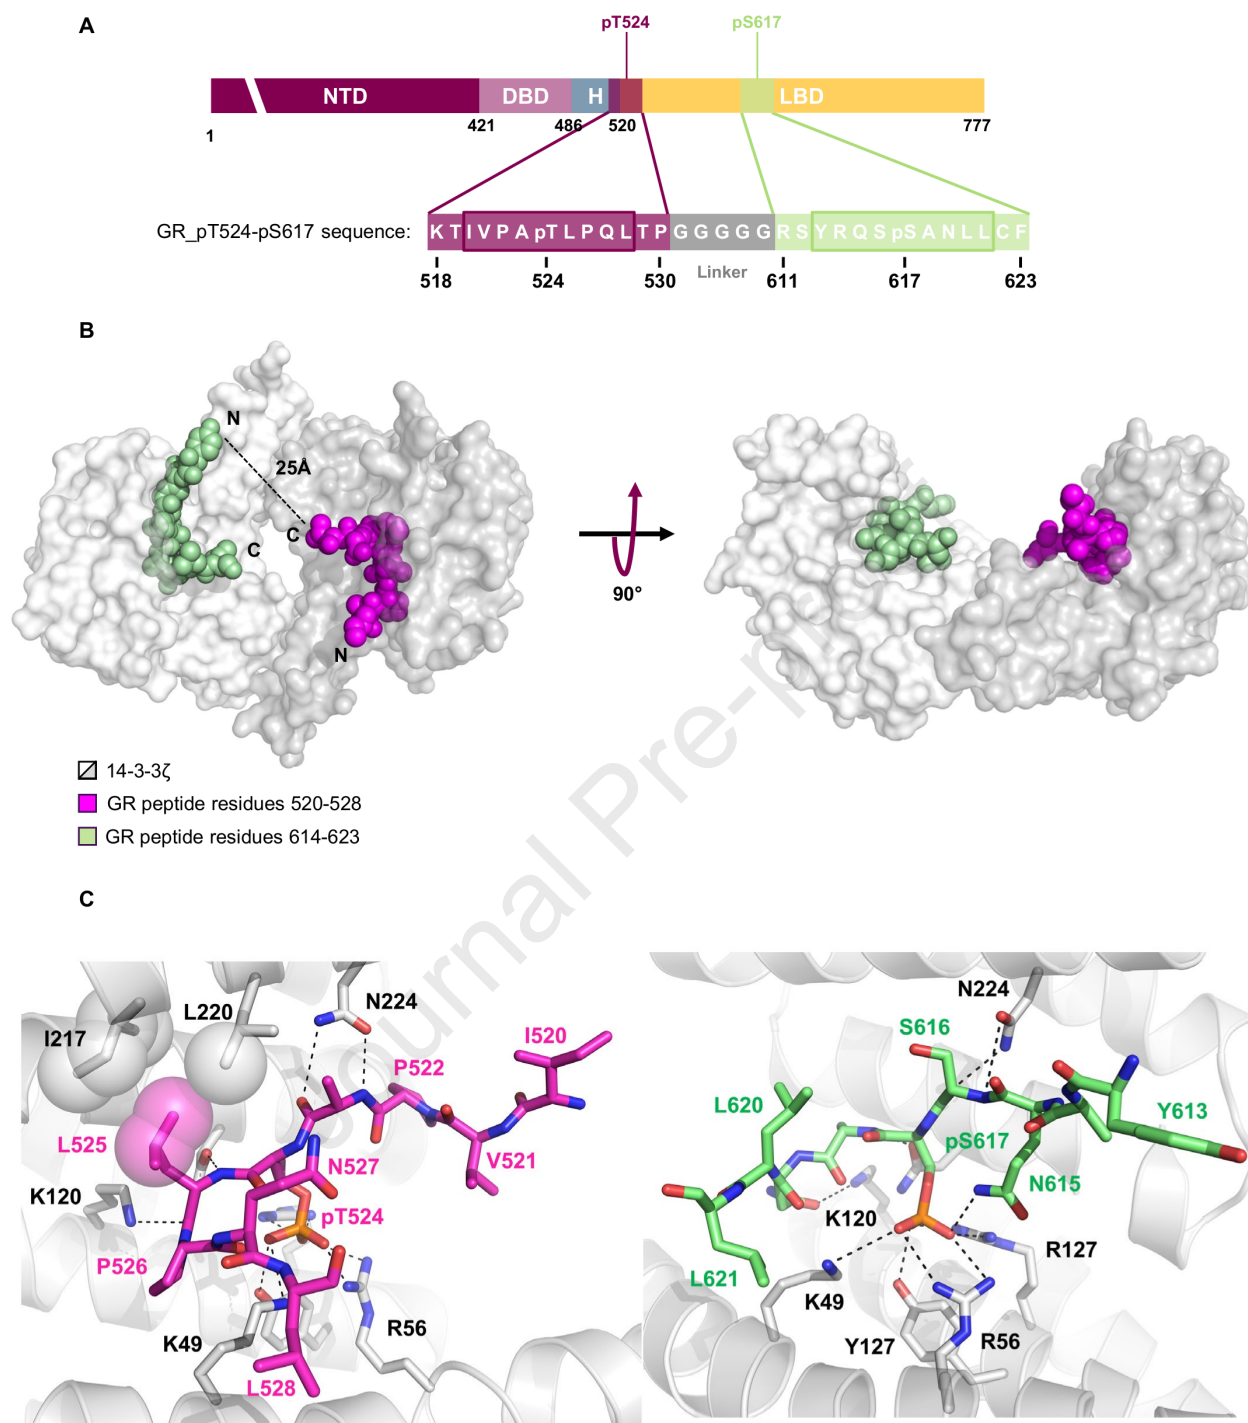 A
pT524 pS617
NTD DBD H LBD
1 421 486 520 777
GR_pT524-pS617 sequence: K T I V P A pT L P Q L T P G G G G G R S Y R Q S pS A N L L C F
518 524 530 Linker 611 617 623
B
N
25Å
C
C
N
90°
14-3-3ζ
GR peptide residues 520-528
GR peptide residues 614-623
Journal Pre-proof
C
I217 L220 N224 I520
P522
L525 N527 V521
K120 pT524
P526
K49 R56
L528
N224
S616
L620 Y613
pS617
N615
K120
R127
L621
K49
Y127 R56